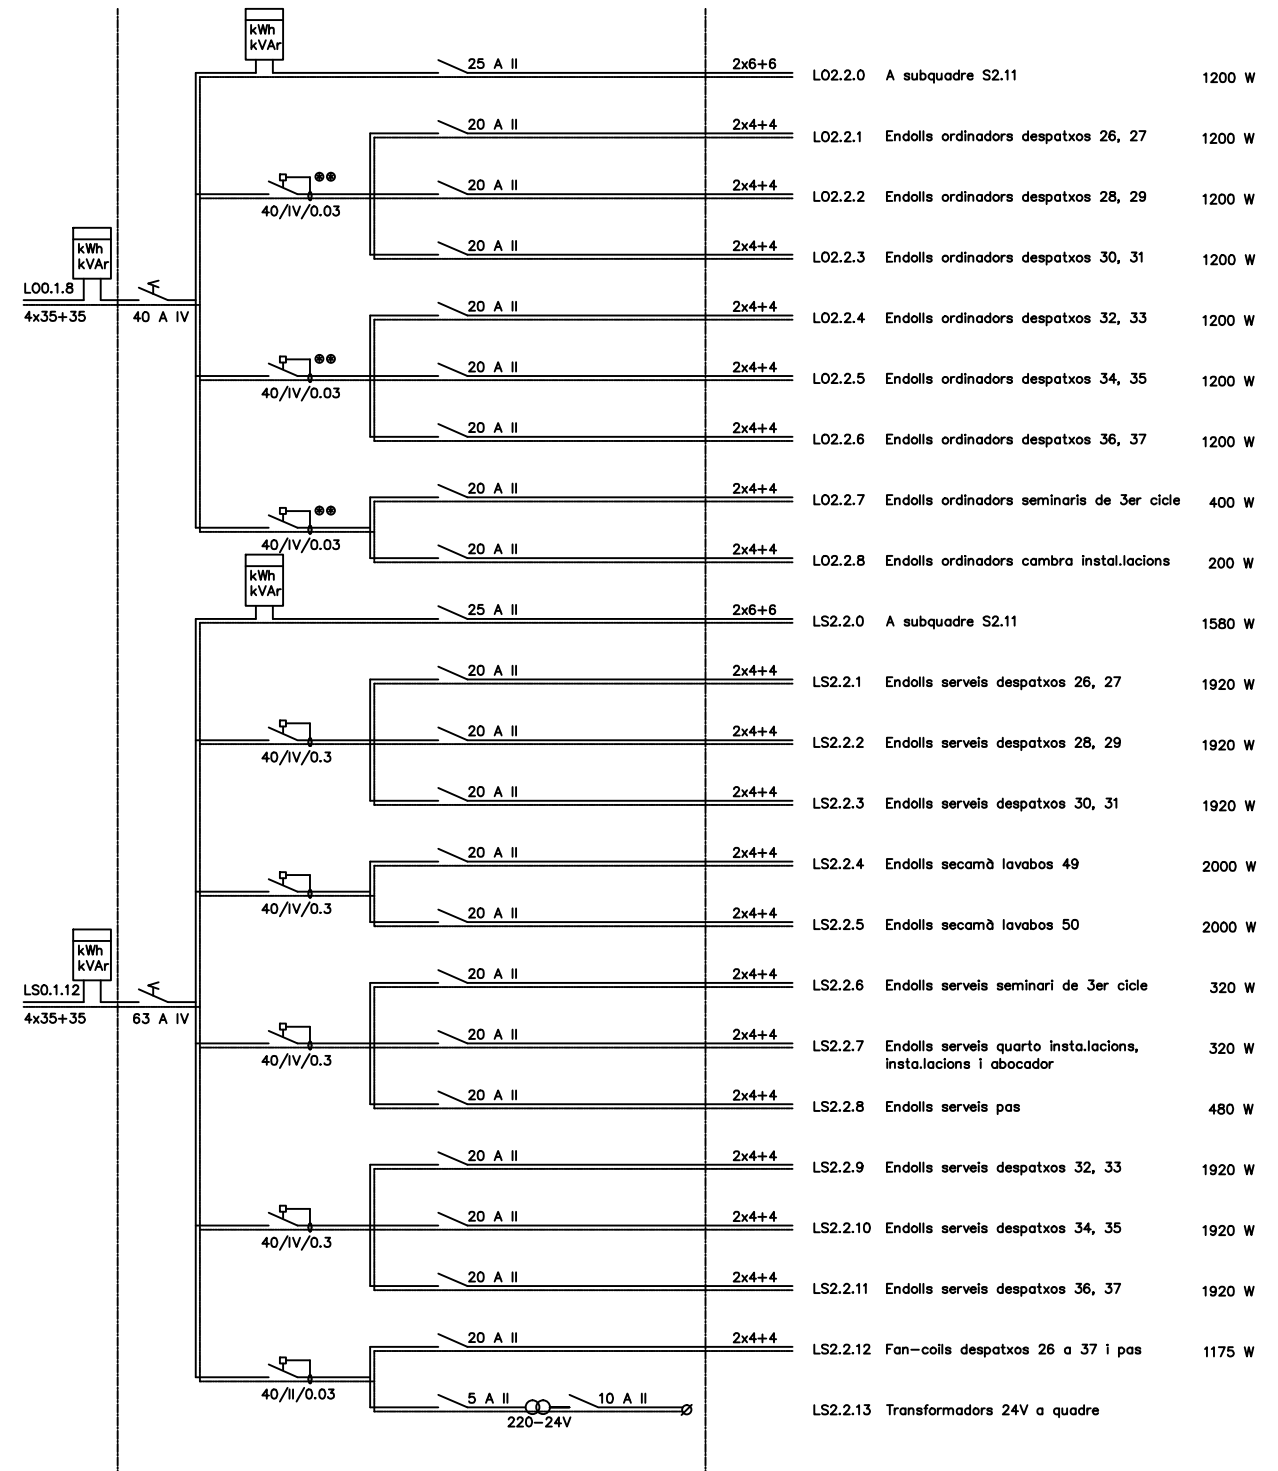 kWh
kVAr
25 A II 2x6+6 LO2.2.0 A subquadre S2.11 1200 W
20 A II 2x4+4 LO2.2.1 Endolls ordinadors despatxos 26, 27 1200 W
20 A II 2x4+4 LO2.2.2 Endolls ordinadors despatxos 28, 29 1200 W
40/IV/0.03
20 A II 2x4+4 LO2.2.3 Endolls ordinadors despatxos 30, 31 1200 W
kWh
kVAr
LO0.1.8
4x35+35 40 A IV
20 A II 2x4+4 LO2.2.4 Endolls ordinadors despatxos 32, 33 1200 W
20 A II 2x4+4 LO2.2.5 Endolls ordinadors despatxos 34, 35 1200 W
40/IV/0.03
20 A II 2x4+4 LO2.2.6 Endolls ordinadors despatxos 36, 37 1200 W
20 A II 2x4+4 LO2.2.7 Endolls ordinadors seminaris de 3er cicle 400 W
40/IV/0.03
20 A II 2x4+4 LO2.2.8 Endolls ordinadors cambra instal.lacions 200 W
kWh
kVAr
25 A II 2x6+6 LS2.2.0 A subquadre S2.11 1580 W
20 A II 2x4+4 LS2.2.1 Endolls serveis despatxos 26, 27 1920 W
20 A II 2x4+4 LS2.2.2 Endolls serveis despatxos 28, 29 1920 W
40/IV/0.3
20 A II 2x4+4 LS2.2.3 Endolls serveis despatxos 30, 31 1920 W
20 A II 2x4+4 LS2.2.4 Endolls secamà lavabos 49 2000 W
40/IV/0.3
20 A II 2x4+4 LS2.2.5 Endolls secamà lavabos 50 2000 W
kWh
kVAr
LS0.1.12
4x35+35 63 A IV
20 A II 2x4+4 LS2.2.6 Endolls serveis seminari de 3er cicle 320 W
20 A II 2x4+4 LS2.2.7 Endolls serveis quarto insta.lacions, 320 W
insta.lacions i abocador
40/IV/0.3
20 A II 2x4+4 LS2.2.8 Endolls serveis pas 480 W
20 A II 2x4+4 LS2.2.9 Endolls serveis despatxos 32, 33 1920 W
20 A II 2x4+4 LS2.2.10 Endolls serveis despatxos 34, 35 1920 W
40/IV/0.3
20 A II 2x4+4 LS2.2.11 Endolls serveis despatxos 36, 37 1920 W
20 A II 2x4+4 LS2.2.12 Fan-coils despatxos 26 a 37 i pas 1175 W
40/II/0.03
5 A II 10 A II LS2.2.13 Transformadors 24V a quadre
220-24V